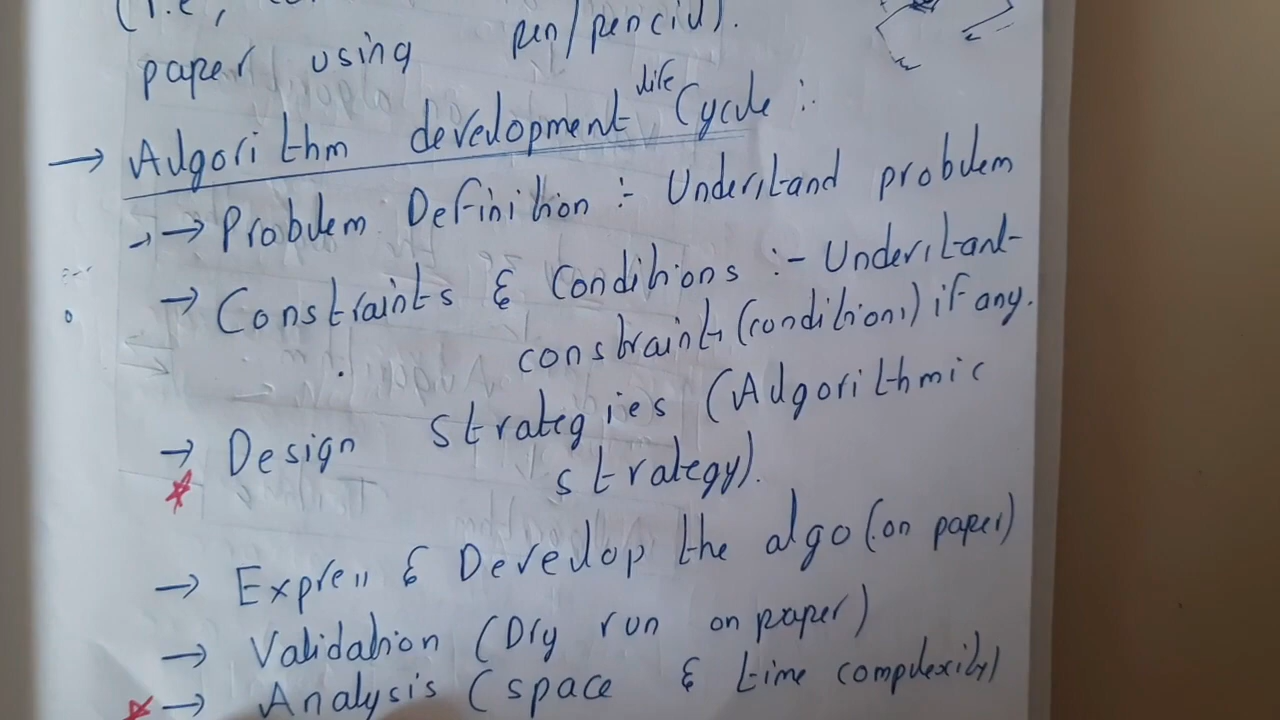 (i.e,
paper using pen/pencil).
→ Algorithm development life Cycle :-
→ Problem Definition :- Understand problem
→ Constraints & Conditions :- Understant
constraints (conditions) if any.
→ Design strategies (Algorithmic
strategy).
→ Express & Develop the algo (on paper)
→ Validation (Dry run on paper)
→ Analysis (space & time complexity)